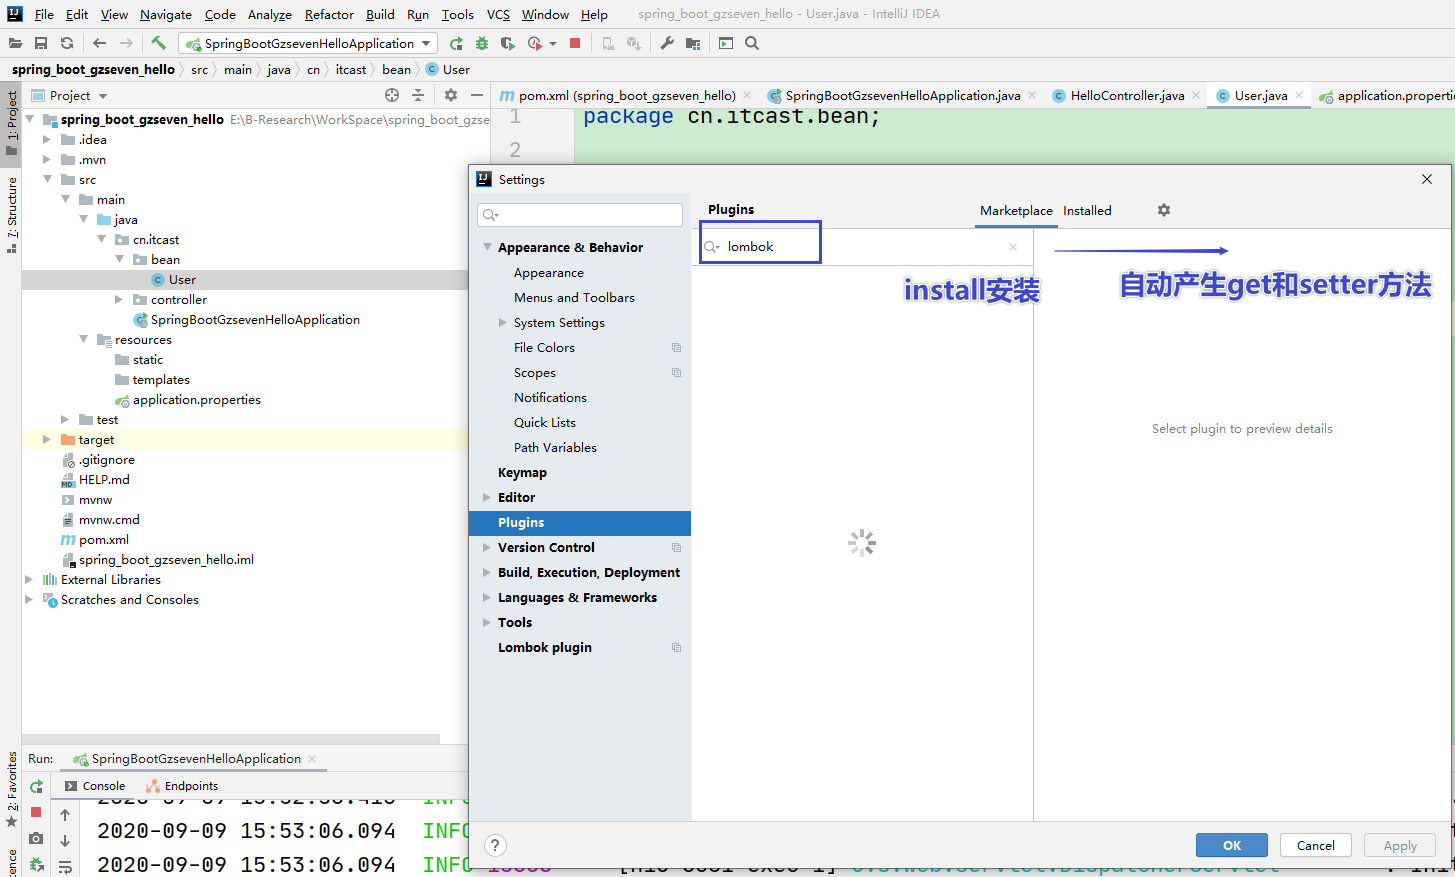 File Edit View Navigate Code Analyze Refactor Build Run Tools VCS Window Help spring_boot_gzseven_hello - User.java - IntelliJ IDEA
SpringBootGzsevenHelloApplication
spring_boot_gzseven_hello src main java cn itcast bean User
1: Project
7: Structure
2: Favorites
Project
pom.xml (spring_boot_gzseven_hello) SpringBootGzsevenHelloApplication.java HelloController.java User.java application.properti
spring_boot_gzseven_hello E:\B-Research\WorkSpace\spring_boot_gzse
.idea
.mvn
src
main
java
cn.itcast
bean
User
controller
SpringBootGzsevenHelloApplication
resources
static
templates
application.properties
test
target
.gitignore
HELP.md
mvnw
mvnw.cmd
pom.xml
spring_boot_gzseven_hello.iml
External Libraries
Scratches and Consoles
1 package cn.itcast.bean;
2
Settings
Appearance & Behavior
Appearance
Menus and Toolbars
System Settings
File Colors
Scopes
Notifications
Quick Lists
Path Variables
Keymap
Editor
Plugins
Version Control
Build, Execution, Deployment
Languages & Frameworks
Tools
Lombok plugin
Plugins Marketplace Installed
lombok
install安装
自动产生get和setter方法
Select plugin to preview details
? OK Cancel Apply
Run: SpringBootGzsevenHelloApplication
Console Endpoints
2020-09-09 15:53:06.094 INFO
2020-09-09 15:53:06.094 INFO